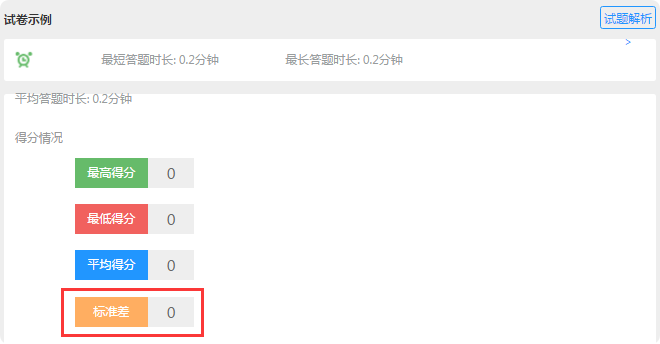 试卷示例 试题解析
>
最短答题时长: 0.2分钟 最长答题时长: 0.2分钟
平均答题时长: 0.2分钟
得分情况
最高得分 0
最低得分 0
平均得分 0
标准差 0